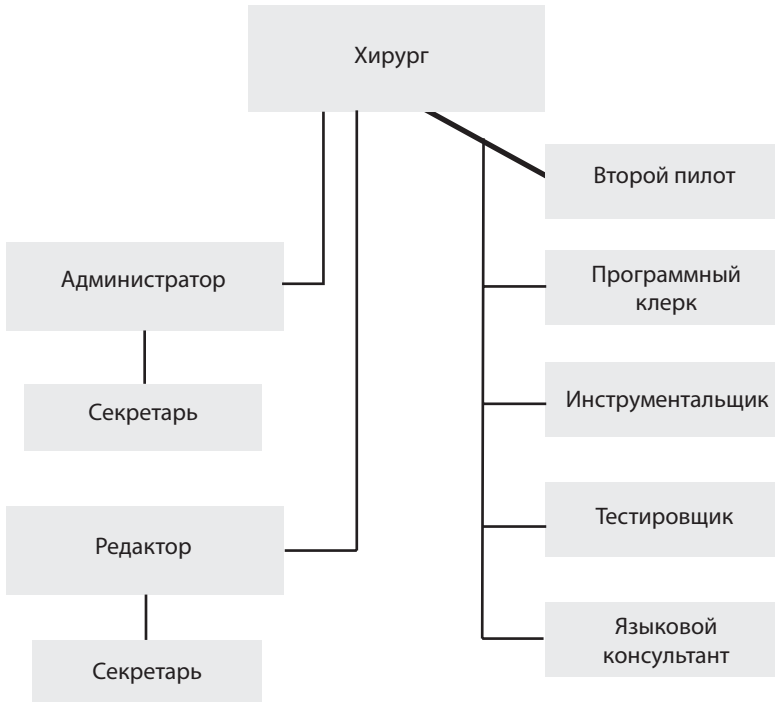 Хирург
Второй пилот
Администратор
Программный
клерк
Секретарь
Инструментальщик
Редактор
Тестировщик
Секретарь
Языковой
консультант